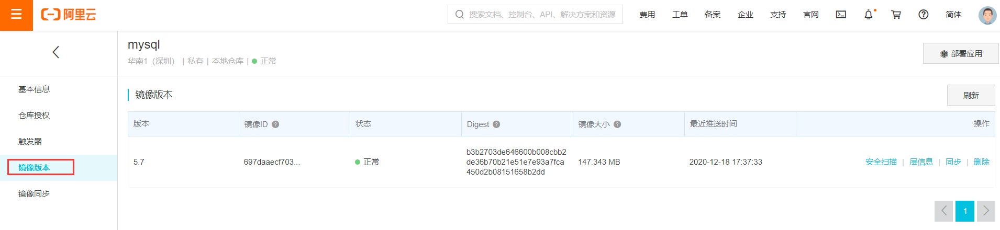 阿里云
搜索文档、控制台、API、解决方案和资源
费用 工单 备案 企业 支持 官网 简体
mysql
华南1（深圳） | 私有 | 本地仓库 | 正常
部署应用
基本信息
仓库授权
触发器
镜像版本
镜像同步
镜像版本
刷新
版本 镜像ID 状态 Digest 镜像大小 最近推送时间 操作
5.7 697daaecf703... 正常 b3b2703de646600b008cbb2
de36b70b21e51e7e93a7fca
450d2b08151658b2dd
147.343 MB 2020-12-18 17:37:33 安全扫描 | 层信息 | 同步 | 删除
1